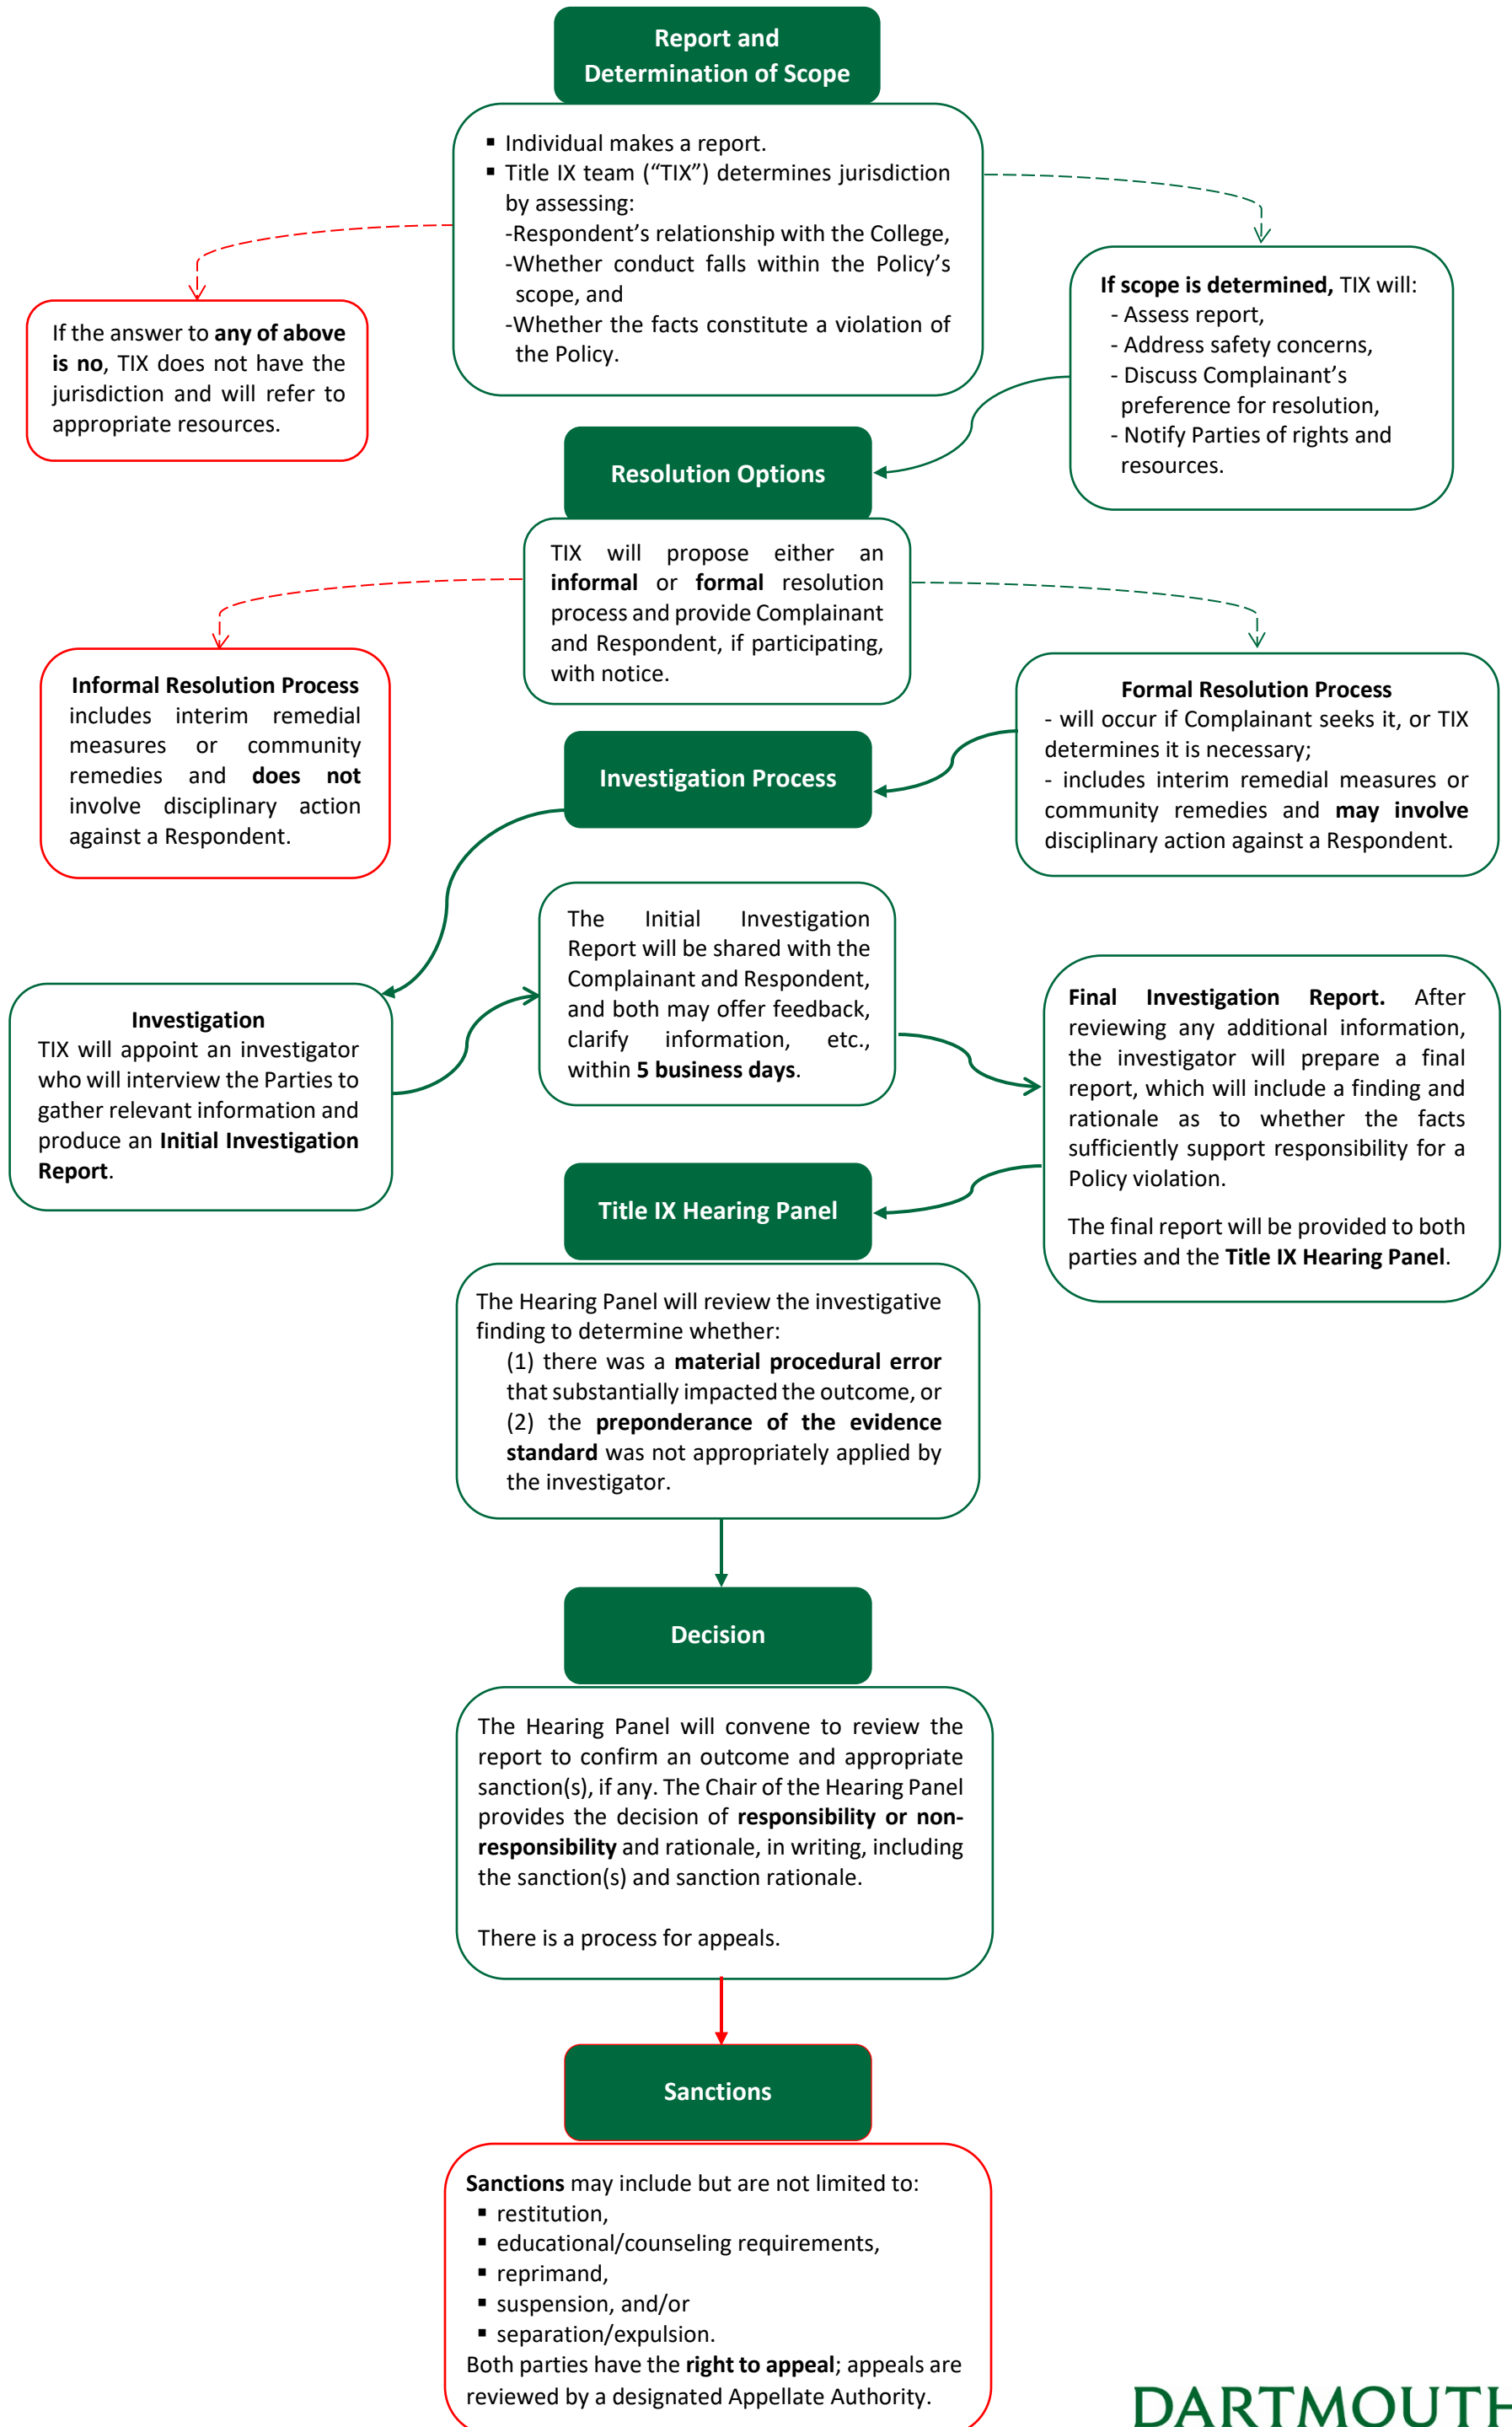 Report and
Determination of Scope
▪ Individual makes a report.
▪ Title IX team (“TIX”) determines jurisdiction
by assessing:
-Respondent’s relationship with the College,
-Whether conduct falls within the Policy’s
scope, and
-Whether the facts constitute a violation of
the Policy.
If the answer to any of above
is no, TIX does not have the
jurisdiction and will refer to
appropriate resources.
If scope is determined, TIX will:
- Assess report,
- Address safety concerns,
- Discuss Complainant’s
preference for resolution,
- Notify Parties of rights and
resources.
Resolution Options
TIX will propose either an
informal or formal resolution
process and provide Complainant
and Respondent, if participating,
with notice.
Informal Resolution Process
includes interim remedial
measures or community
remedies and does not
involve disciplinary action
against a Respondent.
Formal Resolution Process
- will occur if Complainant seeks it, or TIX
determines it is necessary;
- includes interim remedial measures or
community remedies and may involve
disciplinary action against a Respondent.
Investigation Process
Investigation
TIX will appoint an investigator
who will interview the Parties to
gather relevant information and
produce an Initial Investigation
Report.
The Initial Investigation
Report will be shared with the
Complainant and Respondent,
and both may offer feedback,
clarify information, etc.,
within 5 business days.
Final Investigation Report. After
reviewing any additional information,
the investigator will prepare a final
report, which will include a finding and
rationale as to whether the facts
sufficiently support responsibility for a
Policy violation.
The final report will be provided to both
parties and the Title IX Hearing Panel.
Title IX Hearing Panel
The Hearing Panel will review the investigative
finding to determine whether:
(1) there was a material procedural error
that substantially impacted the outcome, or
(2) the preponderance of the evidence
standard was not appropriately applied by
the investigator.
Decision
The Hearing Panel will convene to review the
report to confirm an outcome and appropriate
sanction(s), if any. The Chair of the Hearing Panel
provides the decision of responsibility or non-
responsibility and rationale, in writing, including
the sanction(s) and sanction rationale.
There is a process for appeals.
Sanctions
Sanctions may include but are not limited to:
▪ restitution,
▪ educational/counseling requirements,
▪ reprimand,
▪ suspension, and/or
▪ separation/expulsion.
Both parties have the right to appeal; appeals are
reviewed by a designated Appellate Authority.
DARTMOUTH